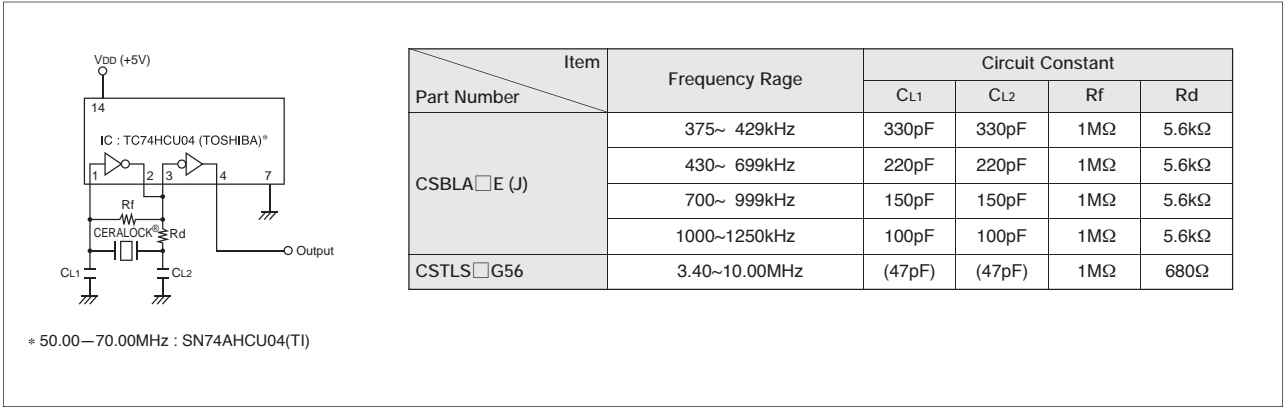 VDD (+5V)
14
IC : TC74HCU04 (TOSHIBA)*
1 2 3 4 7
Rf
CERALOCK® Rd
Output
CL1 CL2
* 50.00—70.00MHz : SN74AHCU04(TI)
Item
Part Number
Frequency Rage
Circuit Constant
CL1 CL2 Rf Rd
CSBLA□E (J)
375~ 429kHz 330pF 330pF 1MΩ 5.6kΩ
430~ 699kHz 220pF 220pF 1MΩ 5.6kΩ
700~ 999kHz 150pF 150pF 1MΩ 5.6kΩ
1000~1250kHz 100pF 100pF 1MΩ 5.6kΩ
CSTLS□G56 3.40~10.00MHz (47pF) (47pF) 1MΩ 680Ω